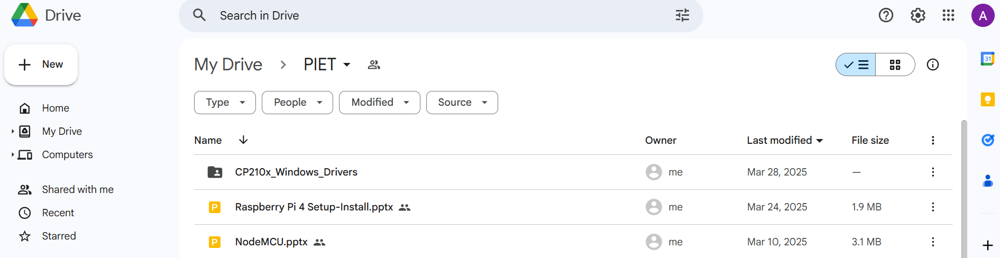 Drive
Search in Drive
A
New
My Drive > PIET
Type People Modified Source
Home
My Drive
Computers
Shared with me
Recent
Starred
Name Owner Last modified File size
CP210x_Windows_Drivers me Mar 28, 2025 —
P Raspberry Pi 4 Setup-Install.pptx me Mar 24, 2025 1.9 MB
P NodeMCU.pptx me Mar 10, 2025 3.1 MB
31